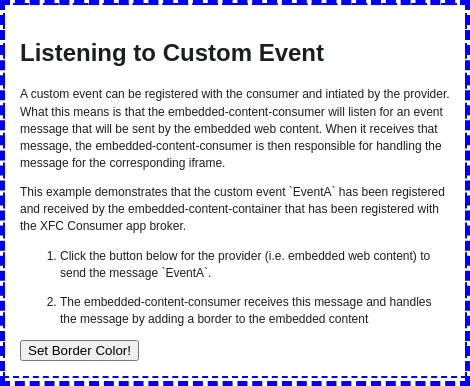 Listening to Custom Event
A custom event can be registered with the consumer and intiated by the provider.
What this means is that the embedded-content-consumer will listen for an event
message that will be sent by the embedded web content. When it receives that
message, the embedded-content-consumer is then responsible for handling the
message for the corresponding iframe.
This example demonstrates that the custom event `EventA` has been registered
and received by the embedded-content-container that has been registered with
the XFC Consumer app broker.
1. Click the button below for the provider (i.e. embedded web content) to
send the message `EventA`.
2. The embedded-content-consumer receives this message and handles
the message by adding a border to the embedded content
Set Border Color!